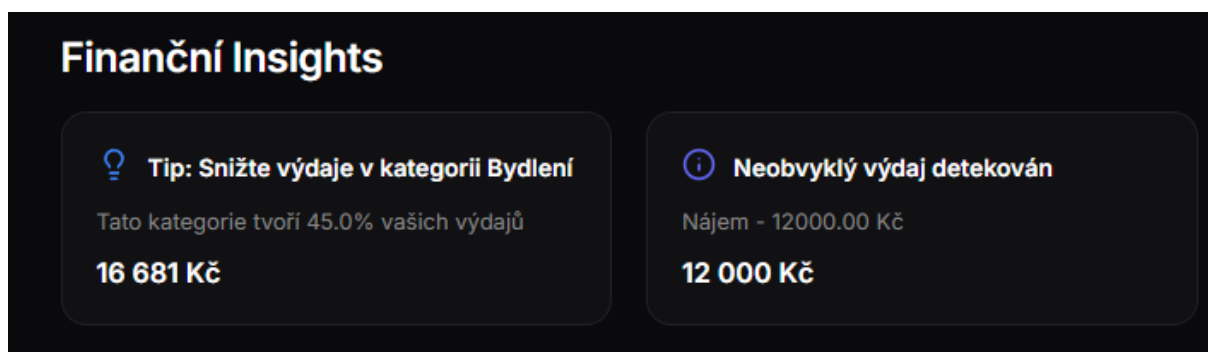 Finanční Insights
Tip: Snižte výdaje v kategorii Bydlení
Tato kategorie tvoří 45.0% vašich výdajů
16 681 Kč
Neobvyklý výdaj detekován
Nájem - 12000.00 Kč
12 000 Kč